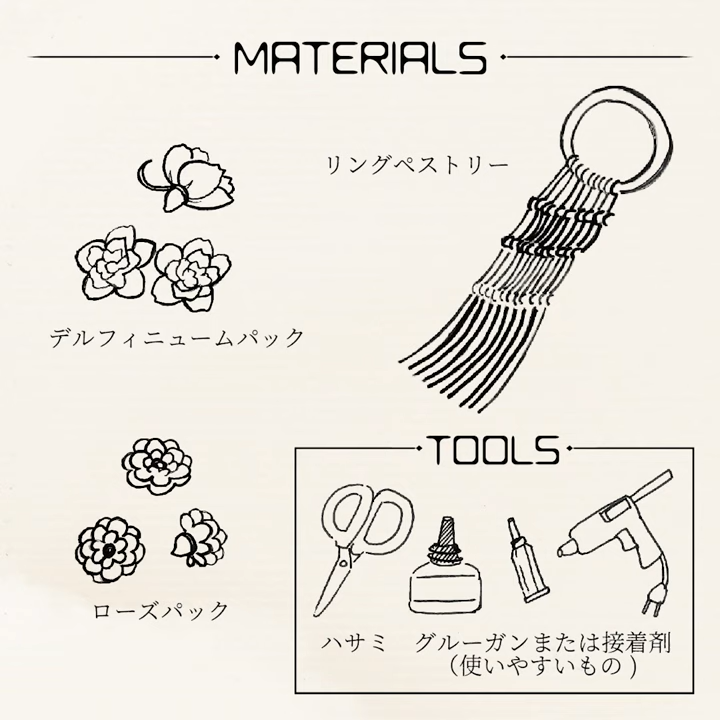 MATERIALS
リングペストリー
デルフィニュームパック
ローズパック
TOOLS
ハサミ
グルーガンまたは接着剤
（使いやすいもの）